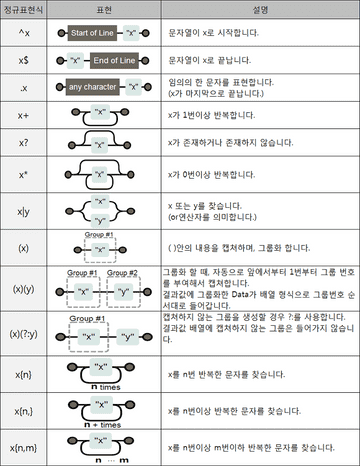 정규표현식 표현 설명
^x Start of Line "x" 문자열이 x로 시작합니다.
x$ "x" End of Line 문자열이 x로 끝납니다.
.x any character "x" 임의의 한 문자를 표현합니다.
(x가 마지막으로 끝납니다.)
x+ "x" x가 1번이상 반복합니다.
x? "x" x가 존재하거나 존재하지 않습니다.
x* "x" x가 0번이상 반복합니다.
x|y "x" "y" x 또는 y를 찾습니다.
(or연산자를 의미합니다.)
(x) Group #1 "x" ( )안의 내용을 캡쳐하며, 그룹화 합니다.
(x)(y) Group #1 "x" Group #2 "y" 그룹화 할 때, 자동으로 앞에서부터 1번부터 그룹 번호
를 부여해서 캡쳐합니다.
결과값에 그룹화한 Data가 배열 형식으로 그룹번호 순
서대로 들어갑니다.
(x)(?:y) Group #1 "x" "y" 캡쳐하지 않는 그룹을 생성할 경우 ?:를 사용합니다.
결과값 배열에 캡쳐하지 않는 그룹은 들어가지 않습니
다.
x{n} "x" n times x를 n번 반복한 문자를 찾습니다.
x{n,} "x" n + times x를 n번이상 반복한 문자를 찾습니다.
x{n,m} "x" n ... m x를 n번이상 m번이하 반복한 문자를 찾습니다.